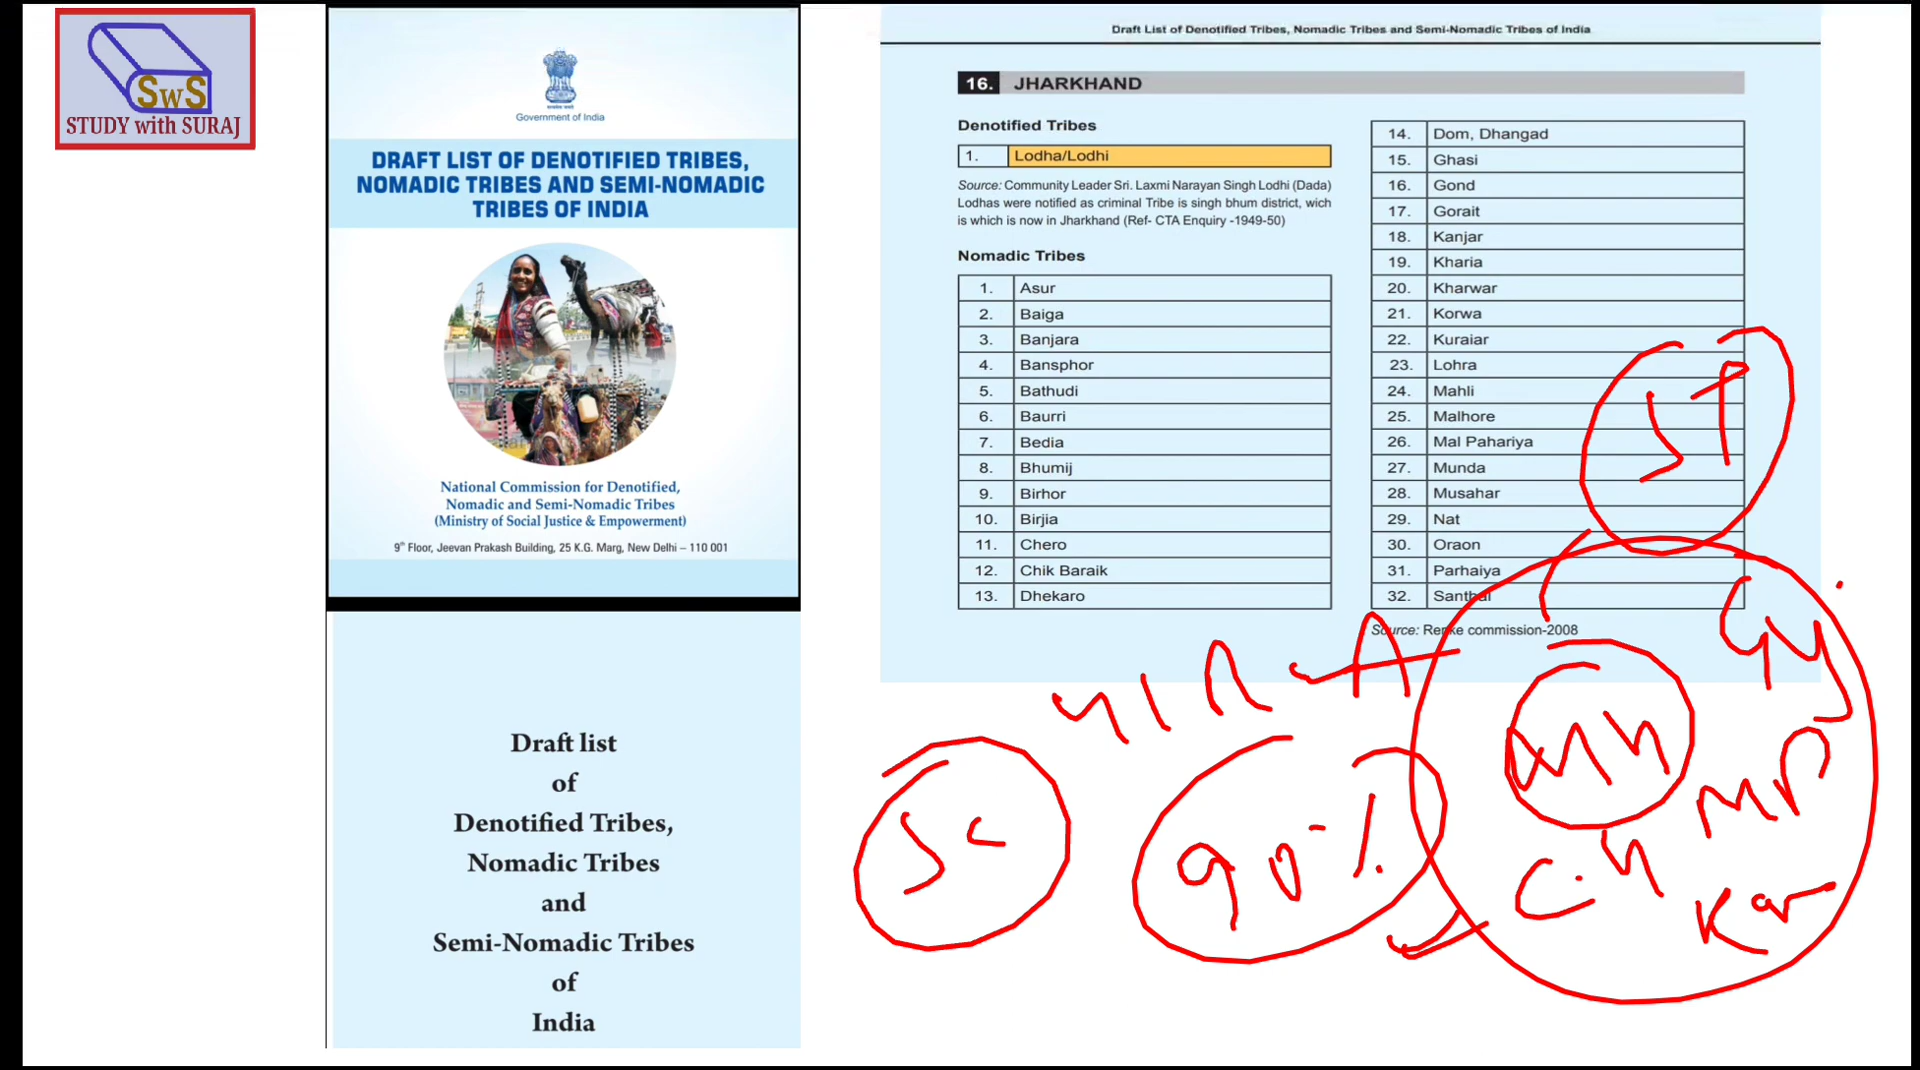 SwS
STUDY with SURAJ
Government of India
DRAFT LIST OF DENOTIFIED TRIBES,
NOMADIC TRIBES AND SEMI-NOMADIC
TRIBES OF INDIA
National Commission for Denotified,
Nomadic and Semi-Nomadic Tribes
(Ministry of Social Justice & Empowerment)
9th Floor, Jeevan Prakash Building, 25 K.G. Marg, New Delhi – 110 001
Draft list
of
Denotified Tribes,
Nomadic Tribes
and
Semi-Nomadic Tribes
of
India
Draft List of Denotified Tribes, Nomadic Tribes and Semi-Nomadic Tribes of India
16. JHARKHAND
Denotified Tribes
1. Lodha/Lodhi
Source: Community Leader Sri. Laxmi Narayan Singh Lodhi (Dada)
Lodhas were notified as criminal Tribe is singh bhum district, wich
is which is now in Jharkhand (Ref- CTA Enquiry -1949-50)
Nomadic Tribes
1. Asur
2. Baiga
3. Banjara
4. Bansphor
5. Bathudi
6. Baurri
7. Bedia
8. Bhumij
9. Birhor
10. Birjia
11. Chero
12. Chik Baraik
13. Dhekaro
14. Dom, Dhangad
15. Ghasi
16. Gond
17. Gorait
18. Kanjar
19. Kharia
20. Kharwar
21. Korwa
22. Kuraiar
23. Lohra
24. Mahli
25. Malhore
26. Mal Pahariya
27. Munda
28. Musahar
29. Nat
30. Oraon
31. Parhaiya
32. Santhal
Source: Renke commission-2008
ST
Guj
Mh
MP
C.h
Kar
SC
90%